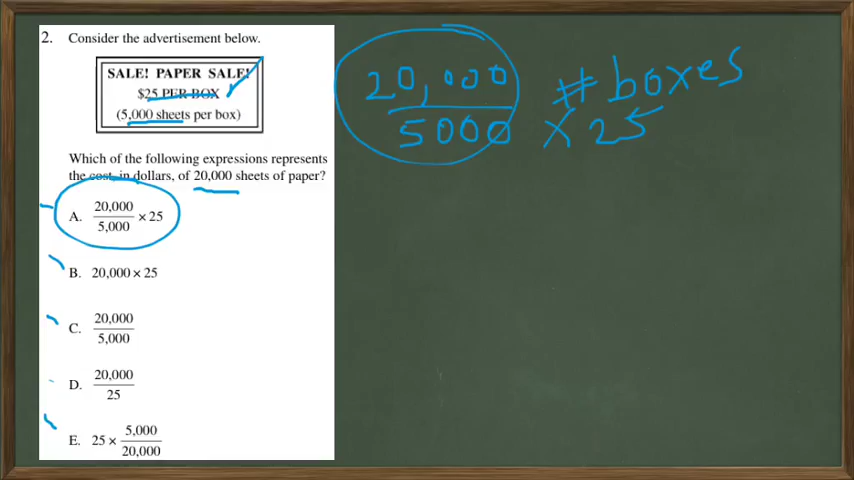 2. Consider the advertisement below.
SALE! PAPER SALE!
$25 PER BOX
(5,000 sheets per box)
Which of the following expressions represents
the cost, in dollars, of 20,000 sheets of paper?
A. 20,000/5,000 × 25
B. 20,000 × 25
C. 20,000/5,000
D. 20,000/25
E. 25 × 5,000/20,000
20,000 # boxes
5000 × 25